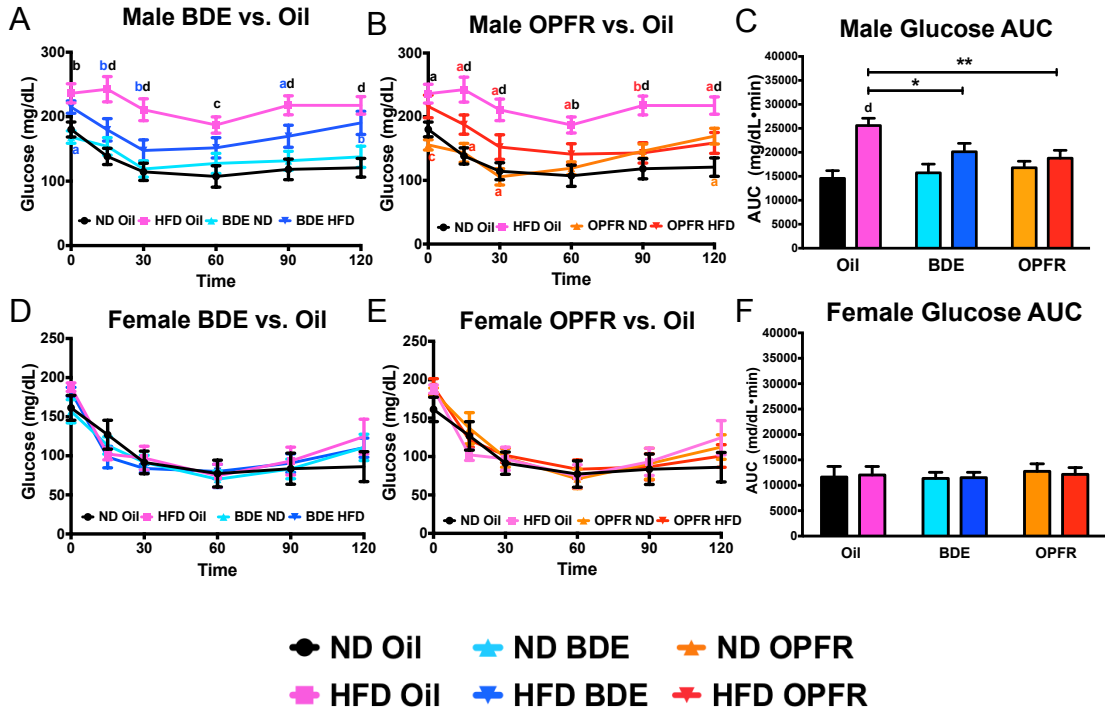 A
Male BDE vs. Oil
Glucose (mg/dL)
300
200
100
0
b
bd
bd
c
ad
d
a
b
ND Oil HFD Oil BDE ND BDE HFD
0 30 60 90 120
Time
B
Male OPFR vs. Oil
Glucose (mg/dL)
300
200
100
0
a
ad
ad
ab
bd
ad
c
a
a
a
ND Oil HFD Oil OPFR ND OPFR HFD
0 30 60 90 120
Time
C
Male Glucose AUC
AUC (mg/dL•min)
40000
35000
30000
25000
20000
15000
10000
5000
0
**
*
d
Oil BDE OPFR
D
Female BDE vs. Oil
Glucose (mg/dL)
250
200
150
100
50
0
ND Oil HFD Oil BDE ND BDE HFD
0 30 60 90 120
Time
E
Female OPFR vs. Oil
Glucose (mg/dL)
250
200
150
100
50
0
ND Oil HFD Oil OPFR ND OPFR HFD
0 30 60 90 120
Time
F
Female Glucose AUC
AUC (md/dL•min)
40000
35000
30000
25000
20000
15000
10000
5000
0
Oil BDE OPFR
ND Oil ND BDE ND OPFR
HFD Oil HFD BDE HFD OPFR